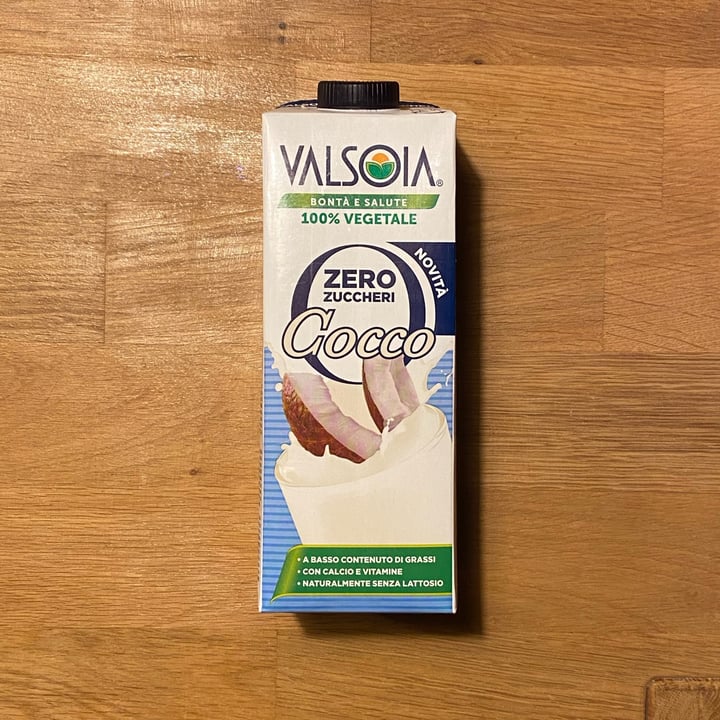 VALSOIA®
BONTÀ E SALUTE
100% VEGETALE
NOVITÀ
ZERO
ZUCCHERI
Cocco
• A BASSO CONTENUTO DI GRASSI
• CON CALCIO E VITAMINE
• NATURALMENTE SENZA LATTOSIO